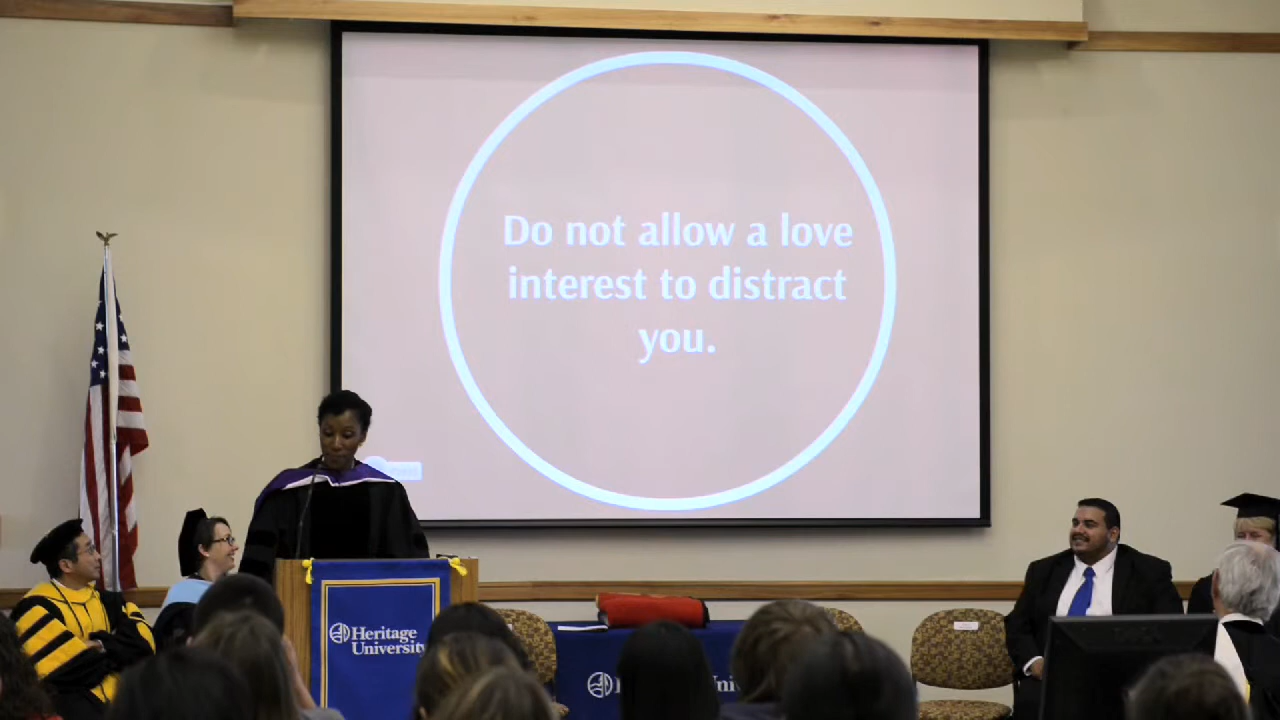 Do not allow a love
interest to distract
you.
Heritage
University